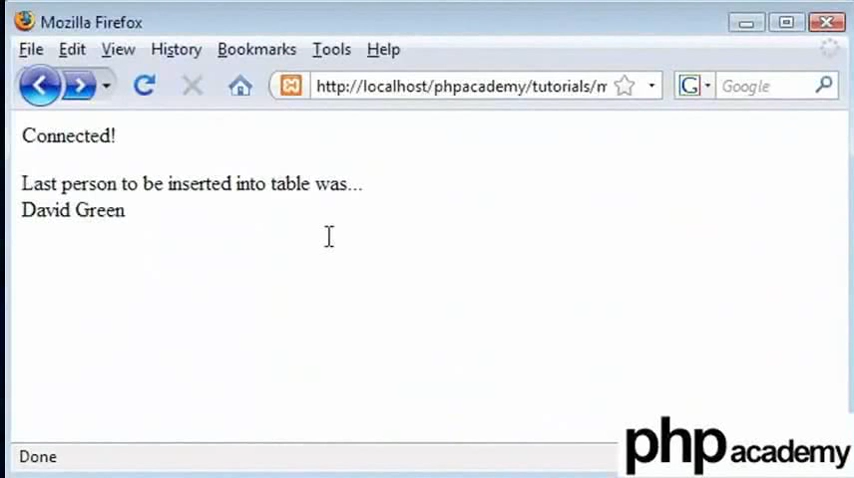 Mozilla Firefox
File Edit View History Bookmarks Tools Help
http://localhost/phpacademy/tutorials/m
G Google
Connected!
Last person to be inserted into table was...
David Green
Done
php academy